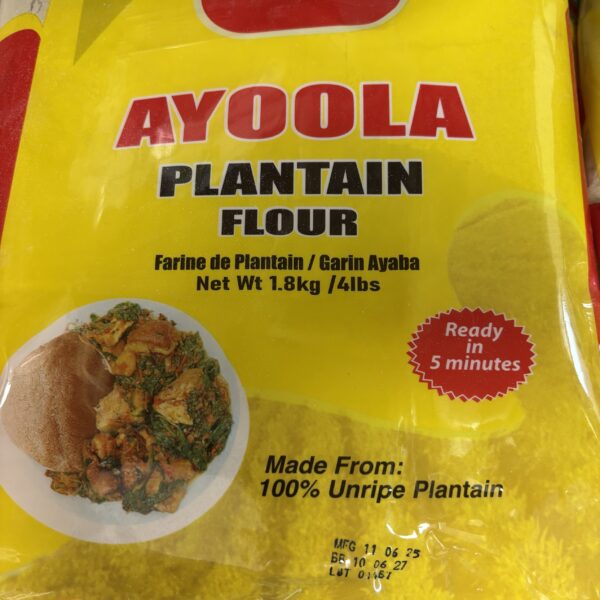 AYOOLA
PLANTAIN
FLOUR
Farine de Plantain / Garin Ayaba
Net Wt 1.8kg /4lbs
Ready
in
5 minutes
Made From:
100% Unripe Plantain
MFG 11 06 25
BB 10 06 27